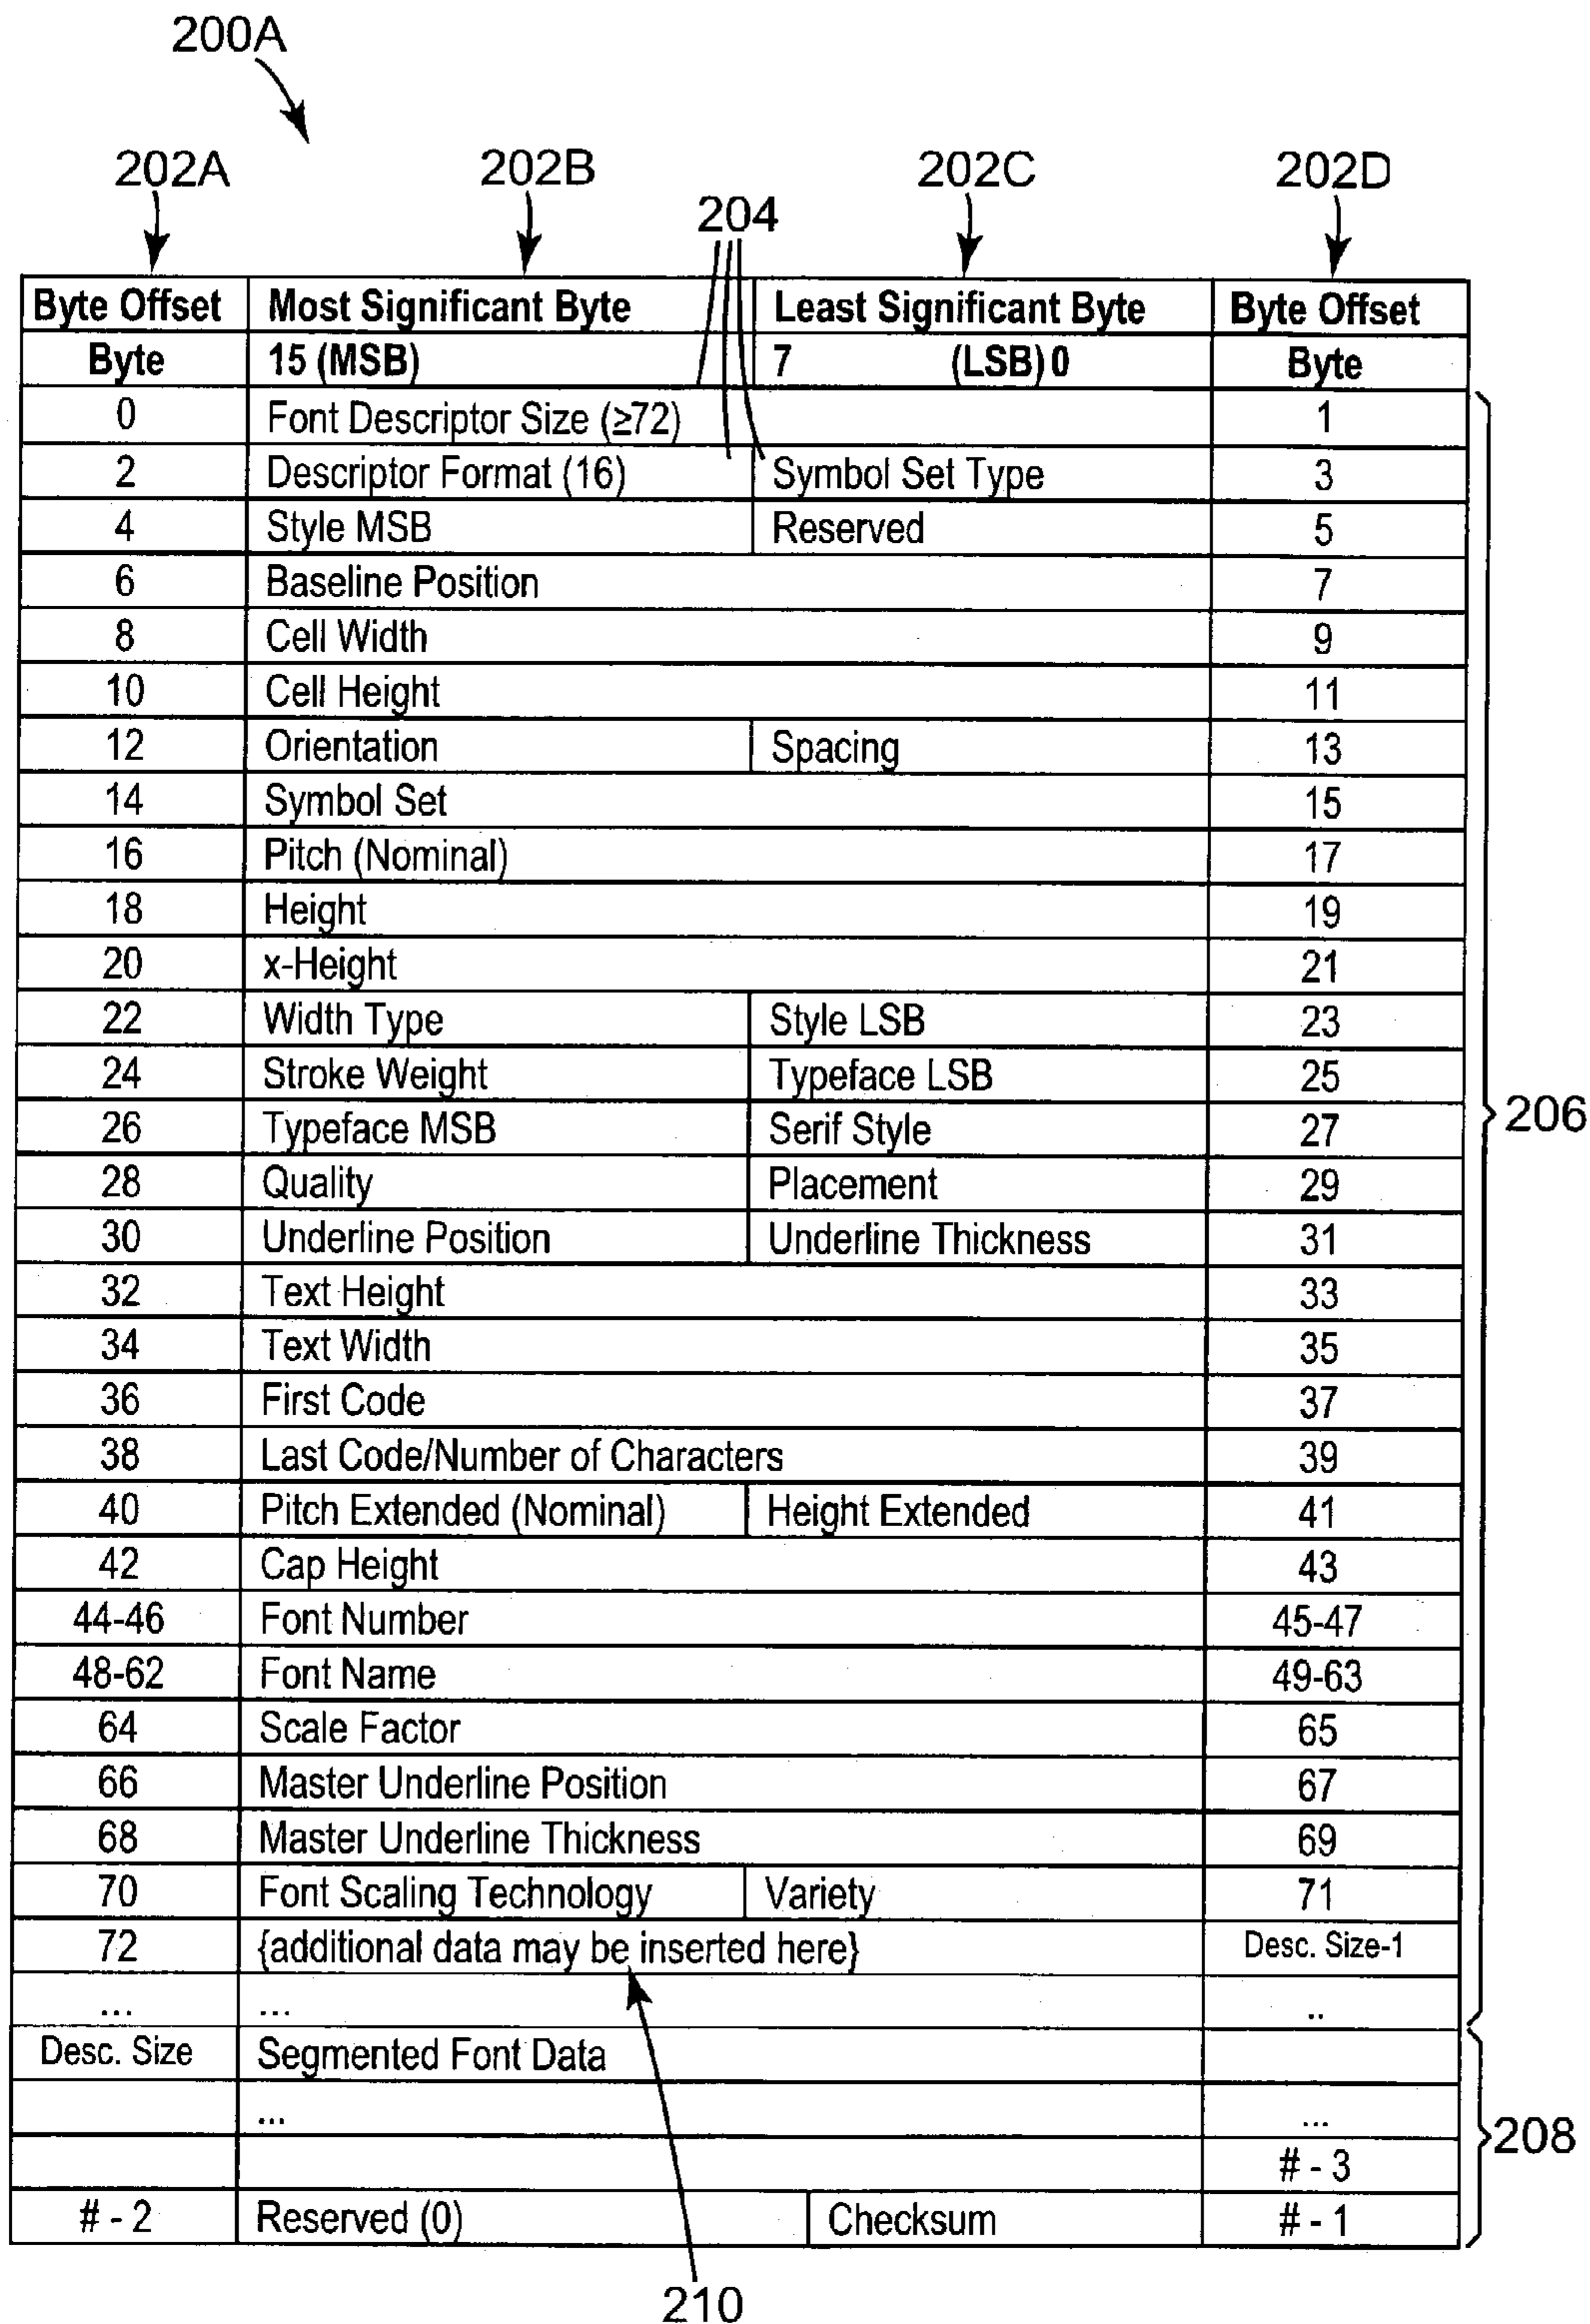 200A
202A 202B 202C 202D
204
Byte Offset Most Significant Byte Least Significant Byte Byte Offset
Byte 15 (MSB) 7 (LSB) 0 Byte
0 Font Descriptor Size (≥72) 1
2 Descriptor Format (16) Symbol Set Type 3
4 Style MSB Reserved 5
6 Baseline Position 7
8 Cell Width 9
10 Cell Height 11
12 Orientation Spacing 13
14 Symbol Set 15
16 Pitch (Nominal) 17
18 Height 19
20 x-Height 21
22 Width Type Style LSB 23
24 Stroke Weight Typeface LSB 25
26 Typeface MSB Serif Style 27
206
28 Quality Placement 29
30 Underline Position Underline Thickness 31
32 Text Height 33
34 Text Width 35
36 First Code 37
38 Last Code/Number of Characters 39
40 Pitch Extended (Nominal) Height Extended 41
42 Cap Height 43
44-46 Font Number 45-47
48-62 Font Name 49-63
64 Scale Factor 65
66 Master Underline Position 67
68 Master Underline Thickness 69
70 Font Scaling Technology Variety 71
72 {additional data may be inserted here} Desc. Size-1
... ... ..
Desc. Size Segmented Font Data
... ...
208
# - 3
# - 2 Reserved (0) Checksum # - 1
210